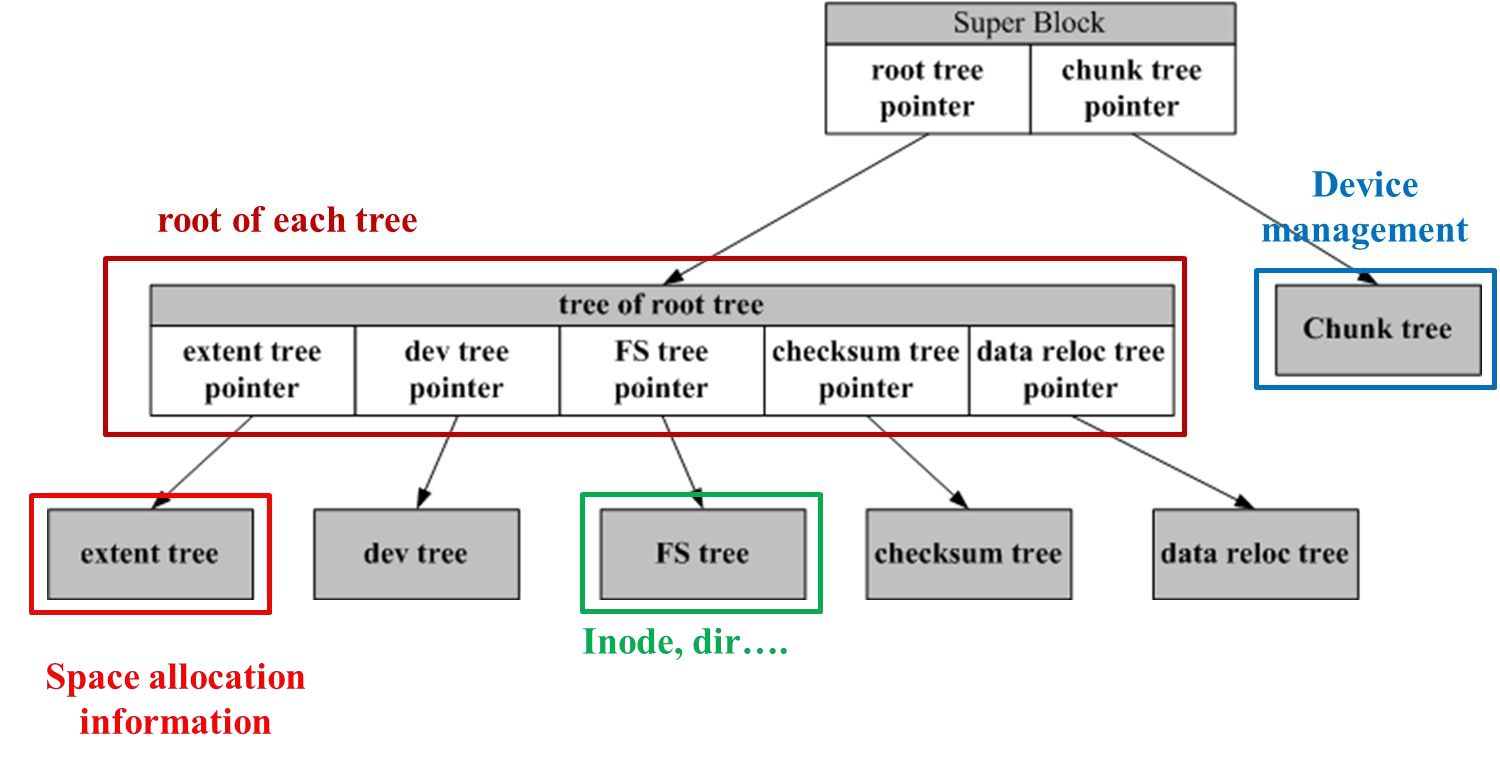 Super Block
root tree
pointer
chunk tree
pointer
Device
management
root of each tree
tree of root tree
extent tree
pointer
dev tree
pointer
FS tree
pointer
checksum tree
pointer
data reloc tree
pointer
Chunk tree
extent tree
dev tree
FS tree
checksum tree
data reloc tree
Inode, dir….
Space allocation
information